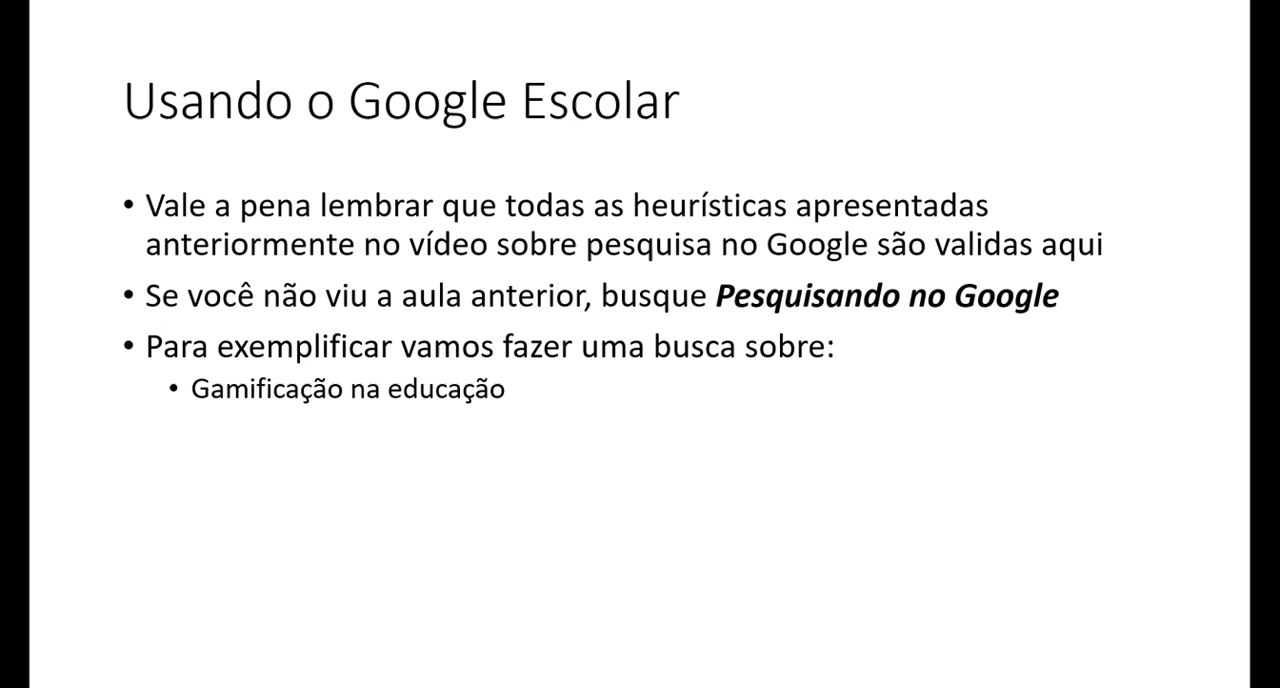 Usando o Google Escolar
• Vale a pena lembrar que todas as heurísticas apresentadas
anteriormente no vídeo sobre pesquisa no Google são validas aqui
• Se você não viu a aula anterior, busque Pesquisando no Google
• Para exemplificar vamos fazer uma busca sobre:
• Gamificação na educação